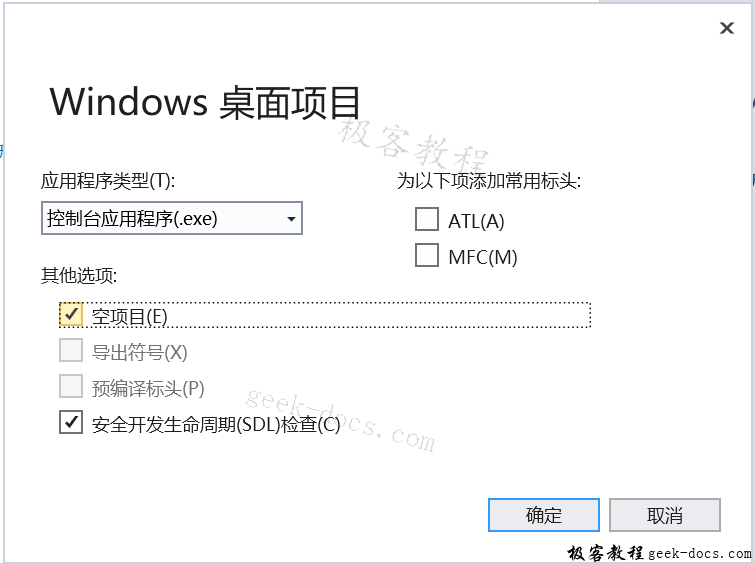 Windows 桌面项目
极客教程
应用程序类型(T):
为以下项添加常用标头:
控制台应用程序(.exe)
ATL(A)
MFC(M)
其他选项:
空项目(E)
导出符号(X)
预编译标头(P)
geek-docs.com
安全开发生命周期(SDL)检查(C)
确定
取消
极客教程 geek-docs.com